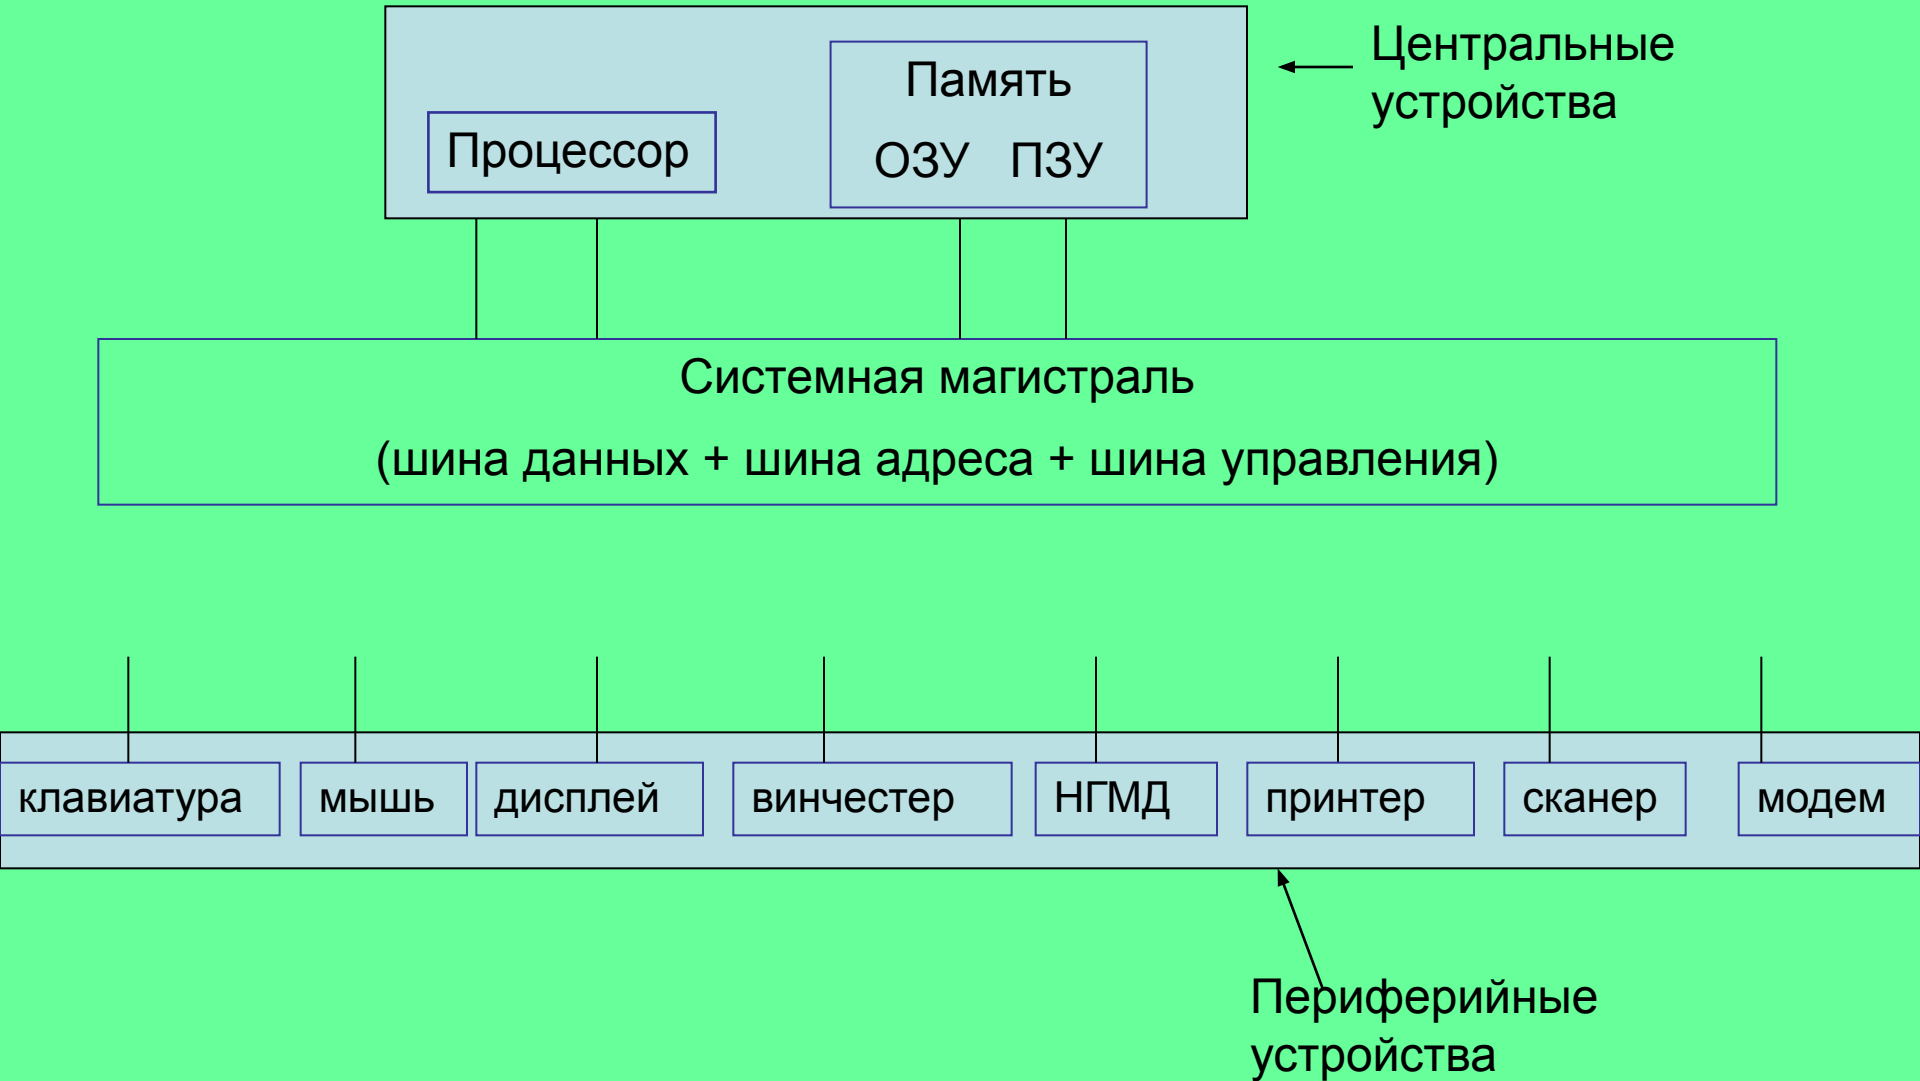 Центральные
устройства
Память
Процессор
ОЗУ ПЗУ
Системная магистраль
(шина данных + шина адреса + шина управления)
клавиатура
мышь
дисплей
винчестер
НГМД
принтер
сканер
модем
Периферийные
устройства